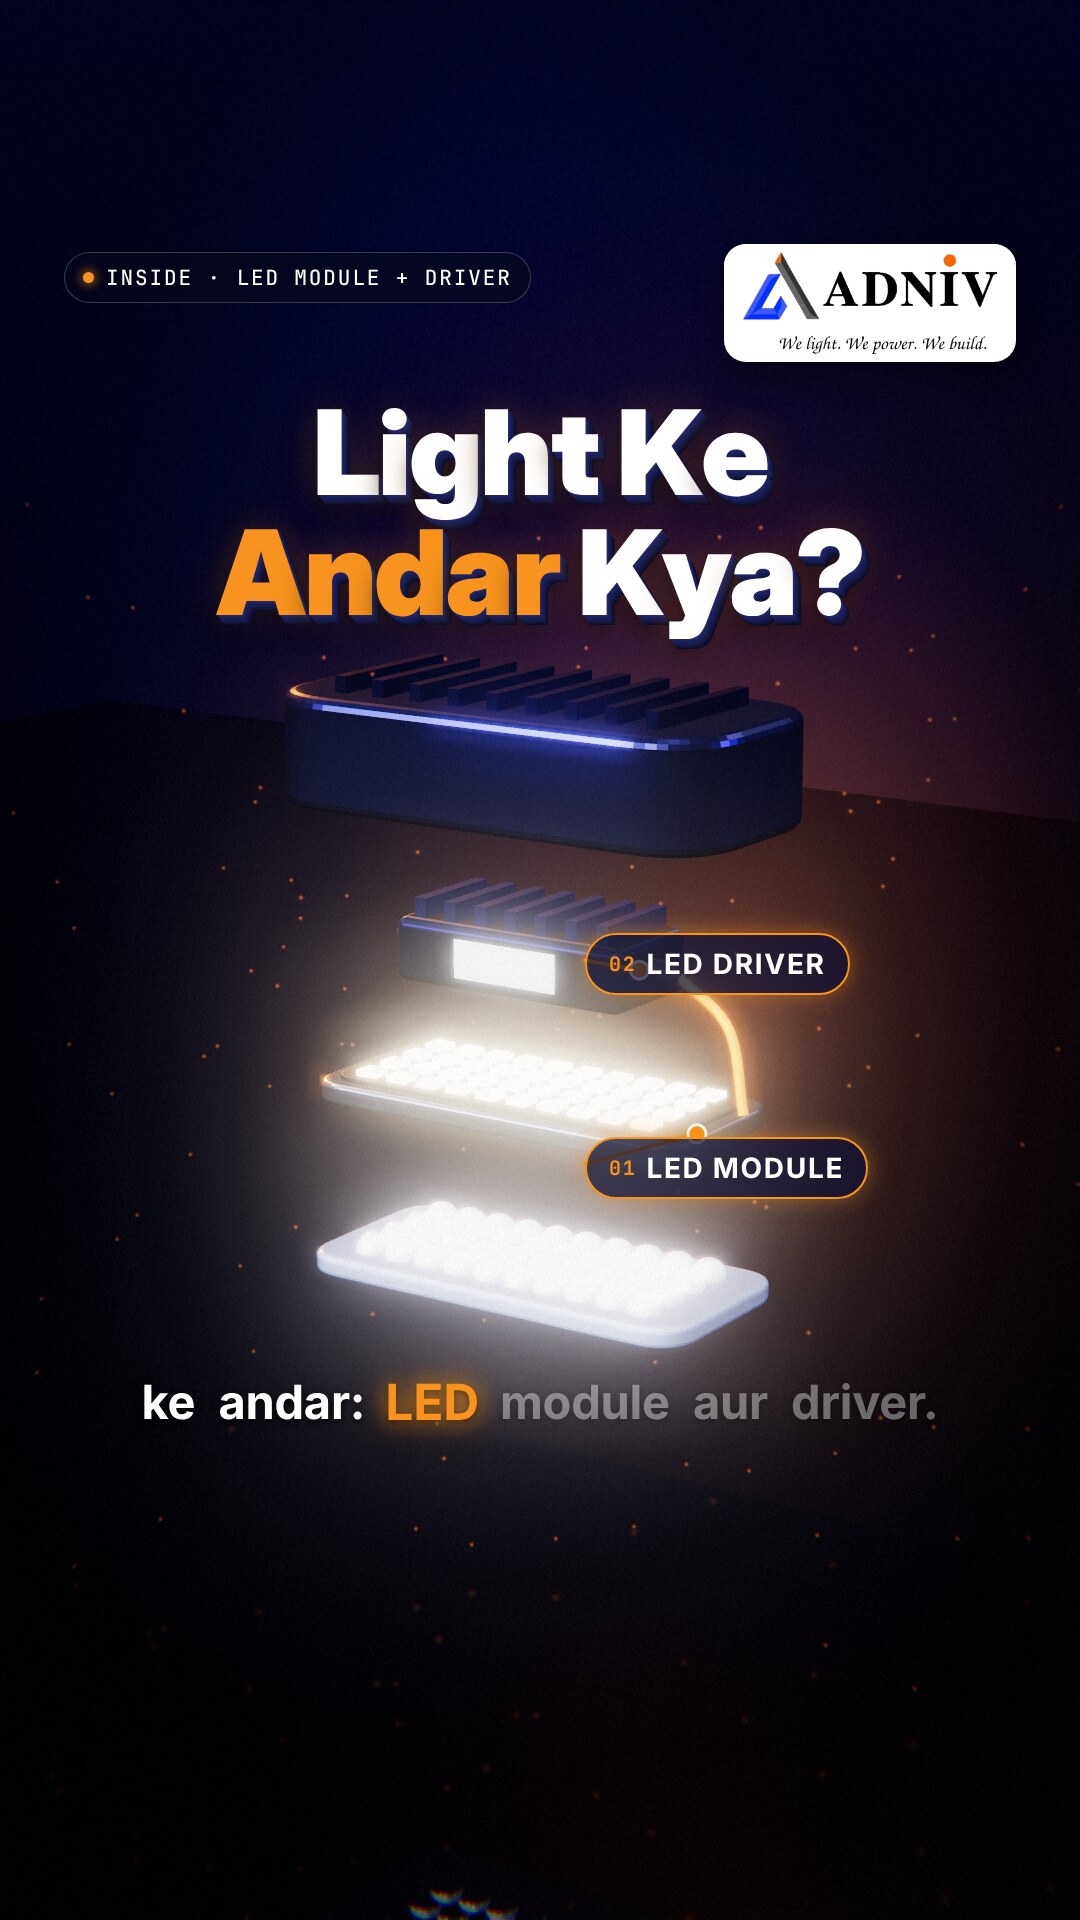 INSIDE · LED MODULE + DRIVER
ADNIV
We light. We power. We build.
Light Ke
Andar Kya?
02 LED DRIVER
01 LED MODULE
ke andar: LED module aur driver.